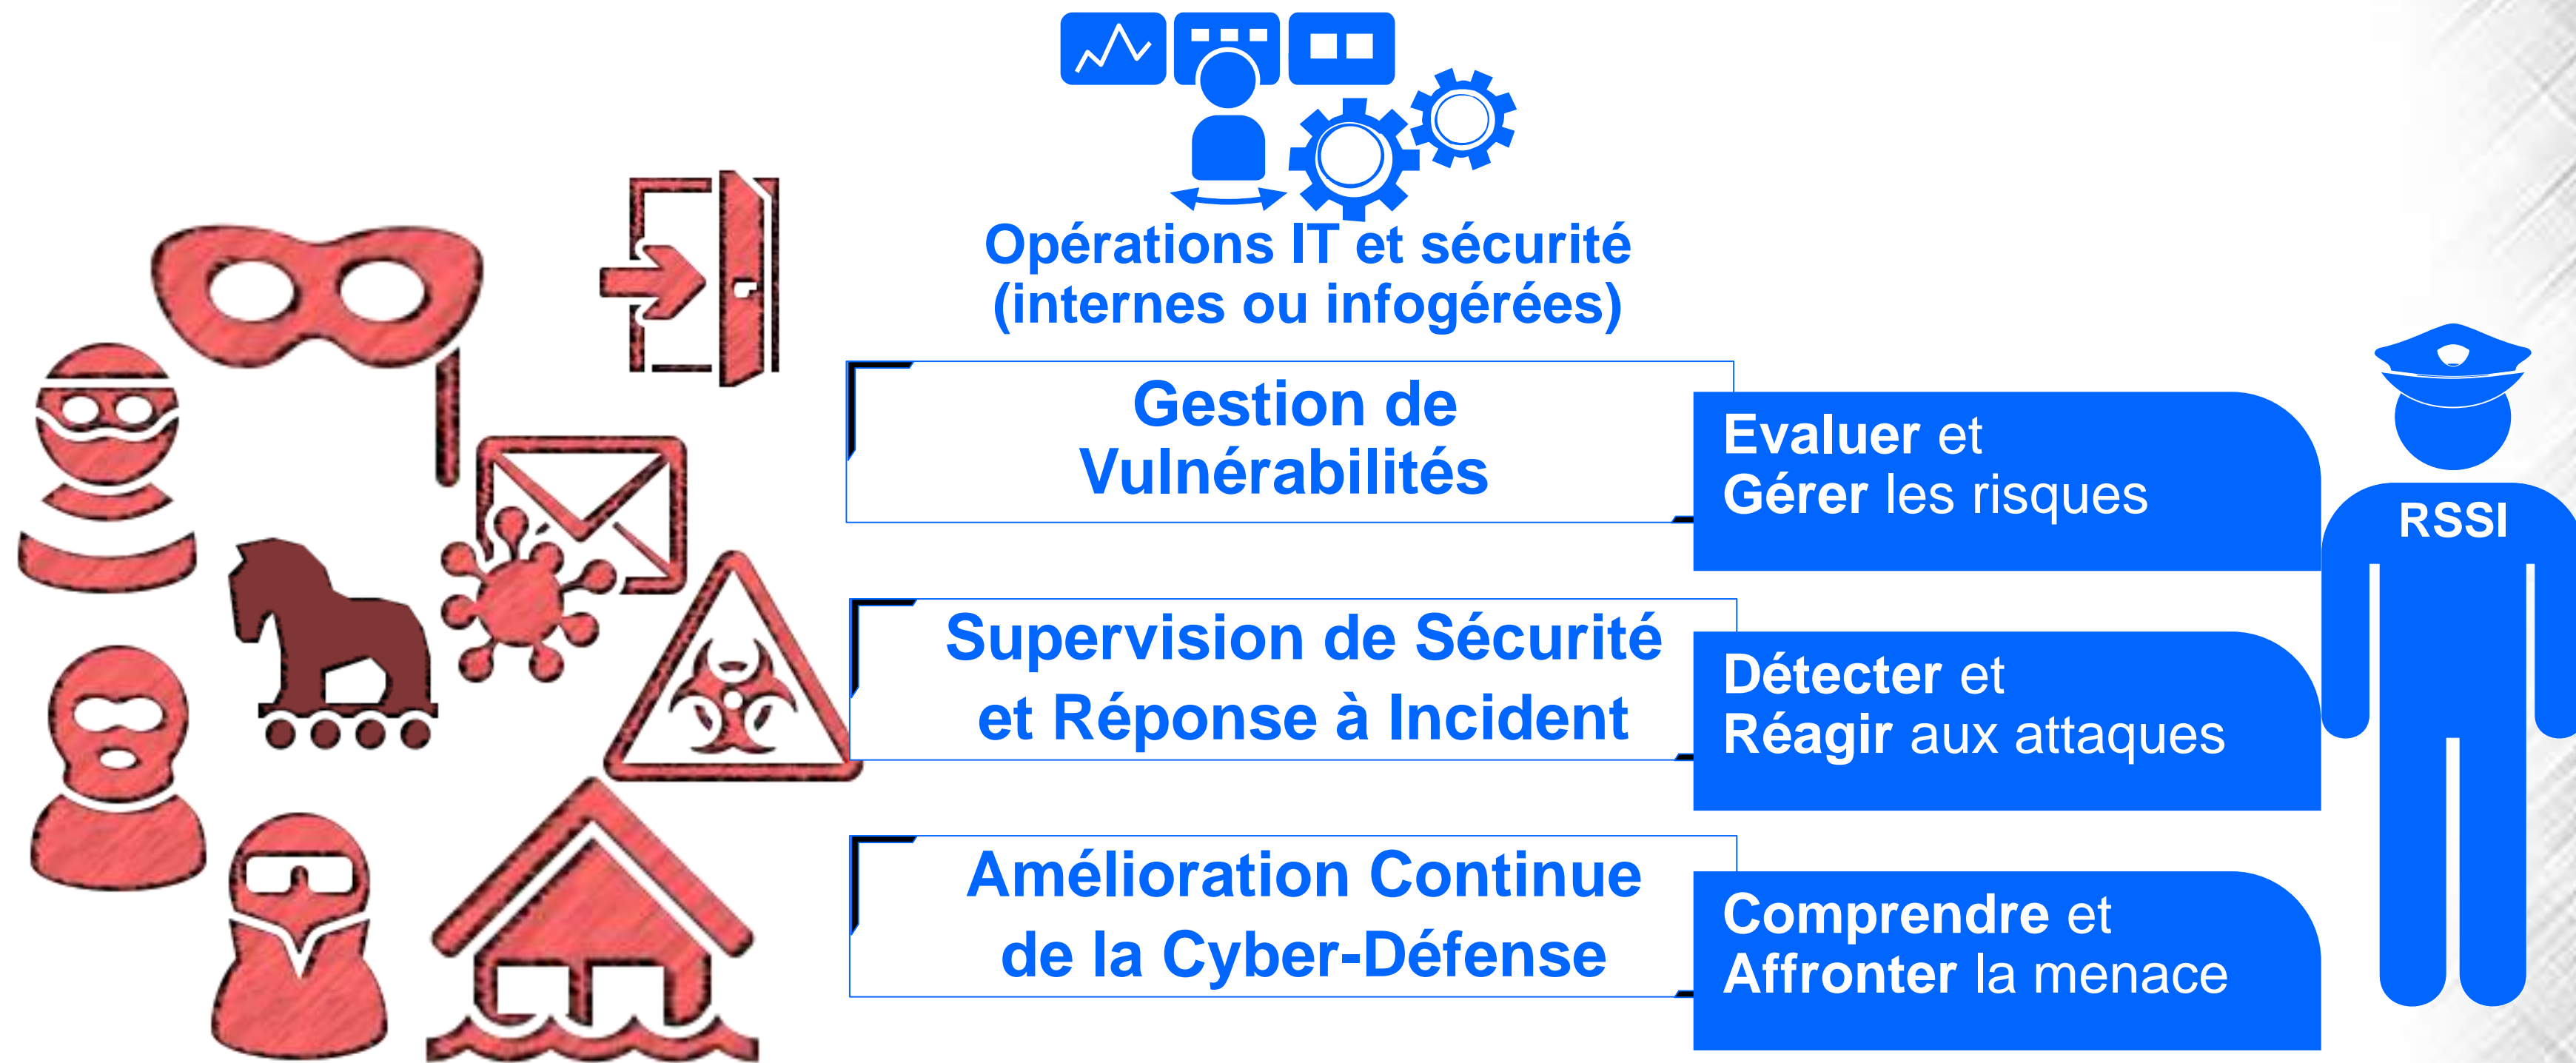 Opérations IT et sécurité
(internes ou infogérées)
Gestion de
Vulnérabilités
Evaluer et
Gérer les risques
RSSI
Supervision de Sécurité
et Réponse à Incident
Détecter et
Réagir aux attaques
Amélioration Continue
de la Cyber-Défense
Comprendre et
Affronter la menace